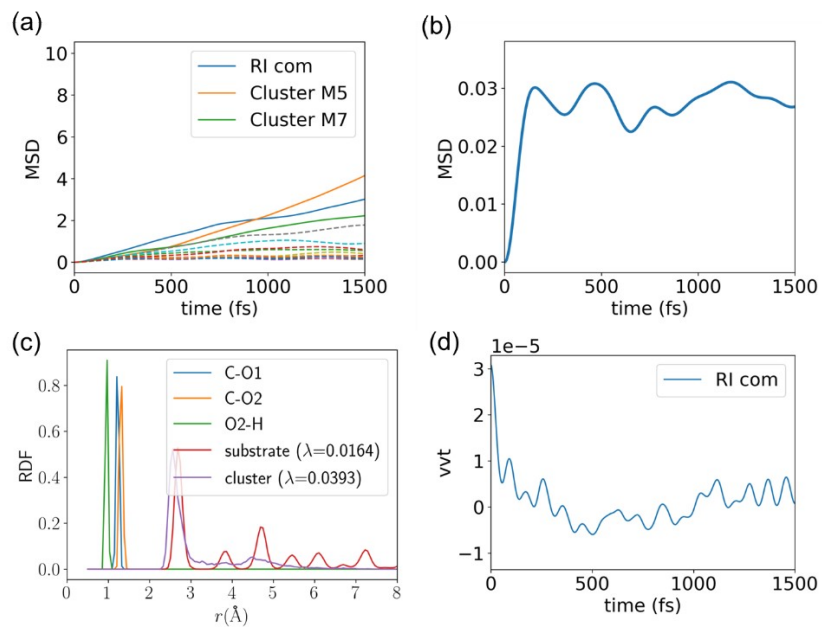 (a)
10
8
6
4
2
0
MSD
RI com
Cluster M5
Cluster M7
0
500
1000
1500
time (fs)
(b)
0.03
0.02
0.01
0.00
MSD
0
500
1000
1500
time (fs)
(c)
0.8
0.6
0.4
0.2
0.0
RDF
C-O1
C-O2
O2-H
substrate (λ=0.0164)
cluster (λ=0.0393)
0 1 2 3 4 5 6 7 8
r(Å)
(d)
1e−5
3
2
1
0
−1
vvt
RI com
0
500
1000
1500
time (fs)